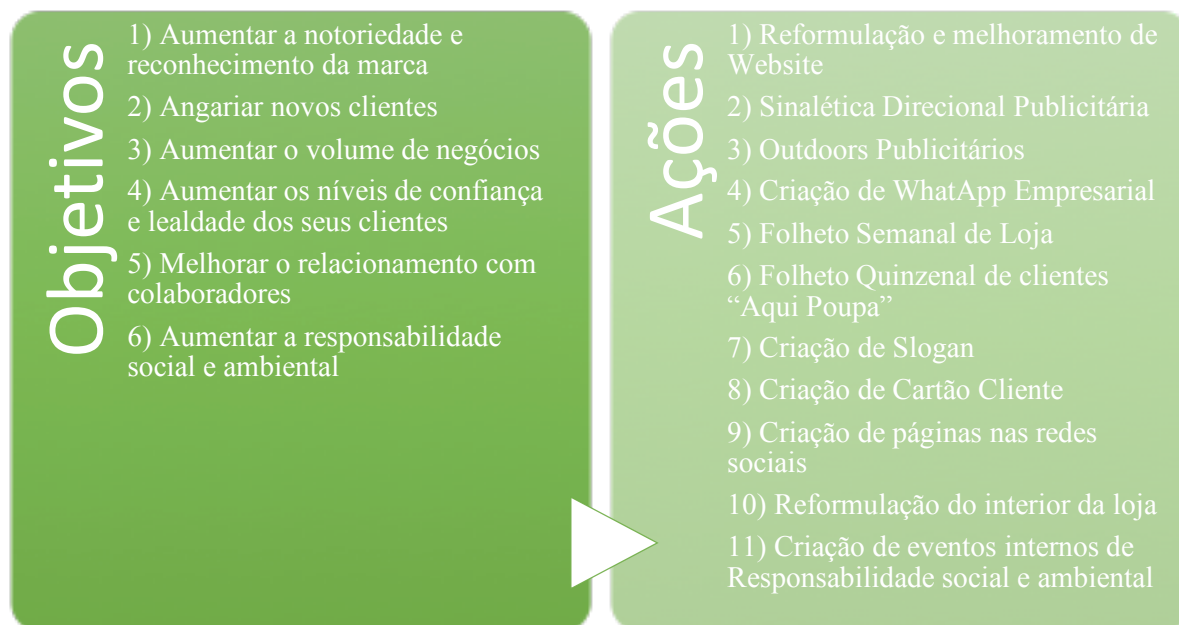 Objetivos
1) Aumentar a notoriedade e
reconhecimento da marca
2) Angariar novos clientes
3) Aumentar o volume de negócios
4) Aumentar os níveis de confiança
e lealdade dos seus clientes
5) Melhorar o relacionamento com
colaboradores
6) Aumentar a responsabilidade
social e ambiental
Ações
1) Reformulação e melhoramento de
Website
2) Sinalética Direcional Publicitária
3) Outdoors Publicitários
4) Criação de WhatApp Empresarial
5) Folheto Semanal de Loja
6) Folheto Quinzenal de clientes
“Aqui Poupa”
7) Criação de Slogan
8) Criação de Cartão Cliente
9) Criação de páginas nas redes
sociais
10) Reformulação do interior da loja
11) Criação de eventos internos de
Responsabilidade social e ambiental